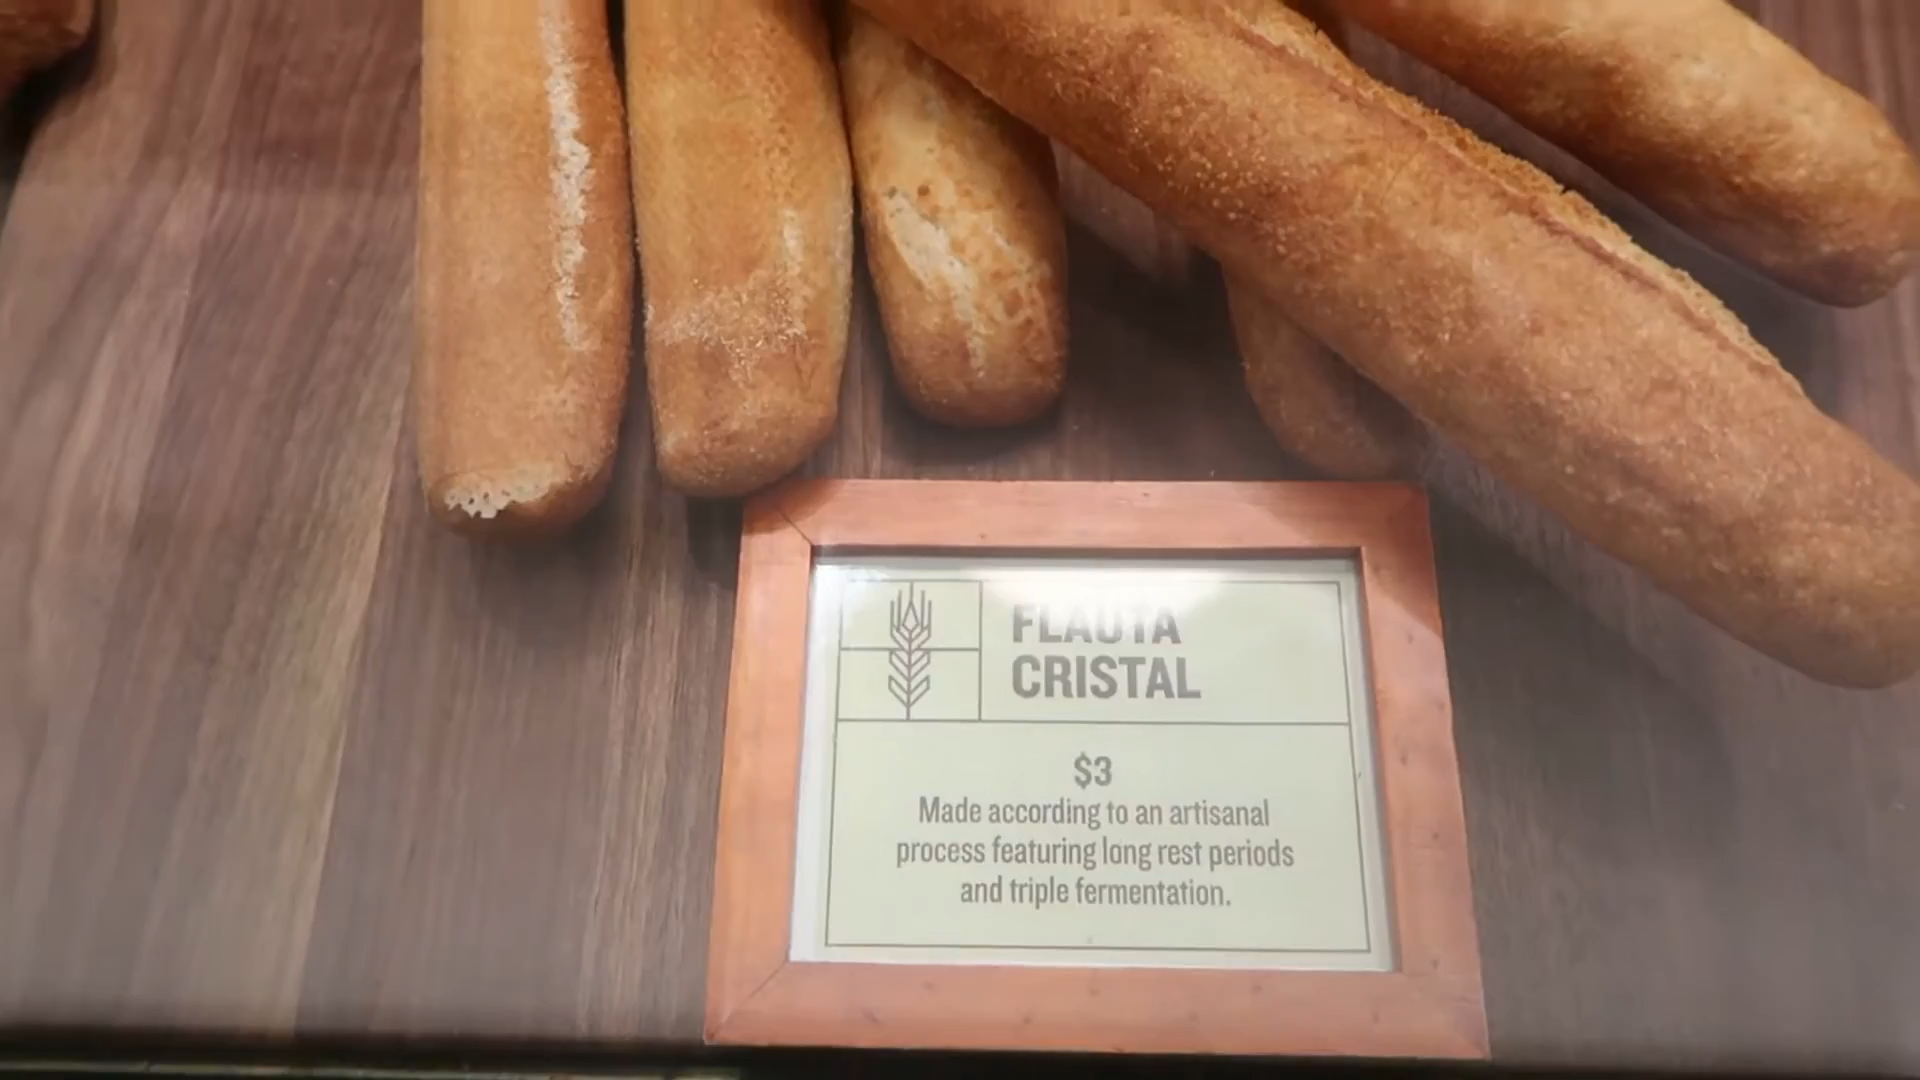 FLAUTA
CRISTAL
$3
Made according to an artisanal
process featuring long rest periods
and triple fermentation.